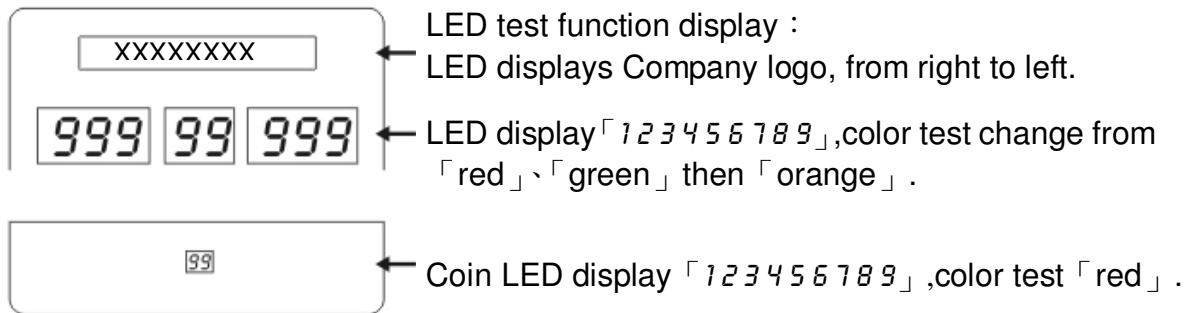 XXXXXXXX
LED test function display：
LED displays Company logo, from right to left.
999 99 999
LED display「123456789」,color test change from
「red」、「green」then「orange」.
99
Coin LED display「123456789」,color test「red」.